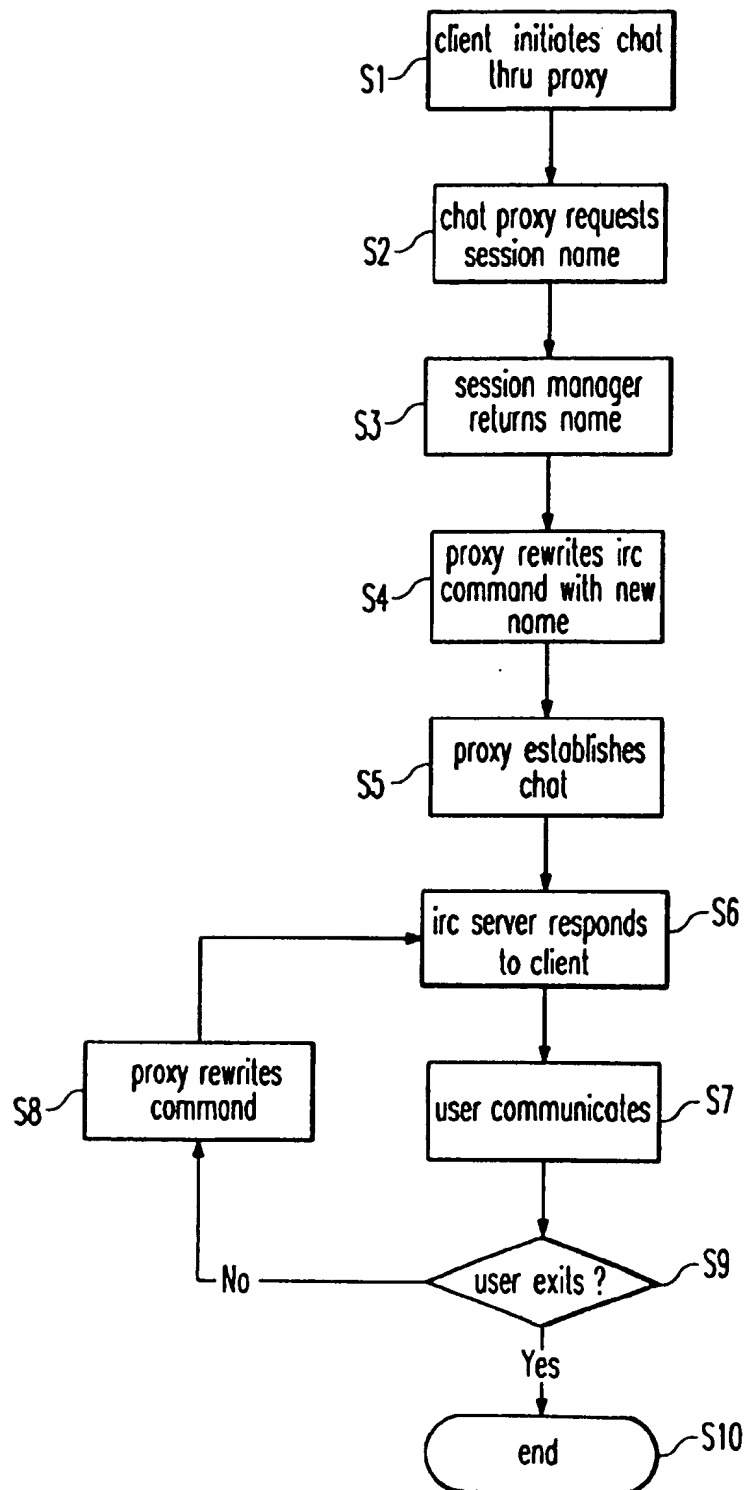 client initiates chat
thru proxy
S1
chat proxy requests
session name
S2
session manager
returns name
S3
proxy rewrites irc
command with new
name
S4
proxy establishes
chat
S5
irc server responds
to client
S6
proxy rewrites
command
S8
user communicates
S7
user exits ?
S9
No
Yes
end
S10